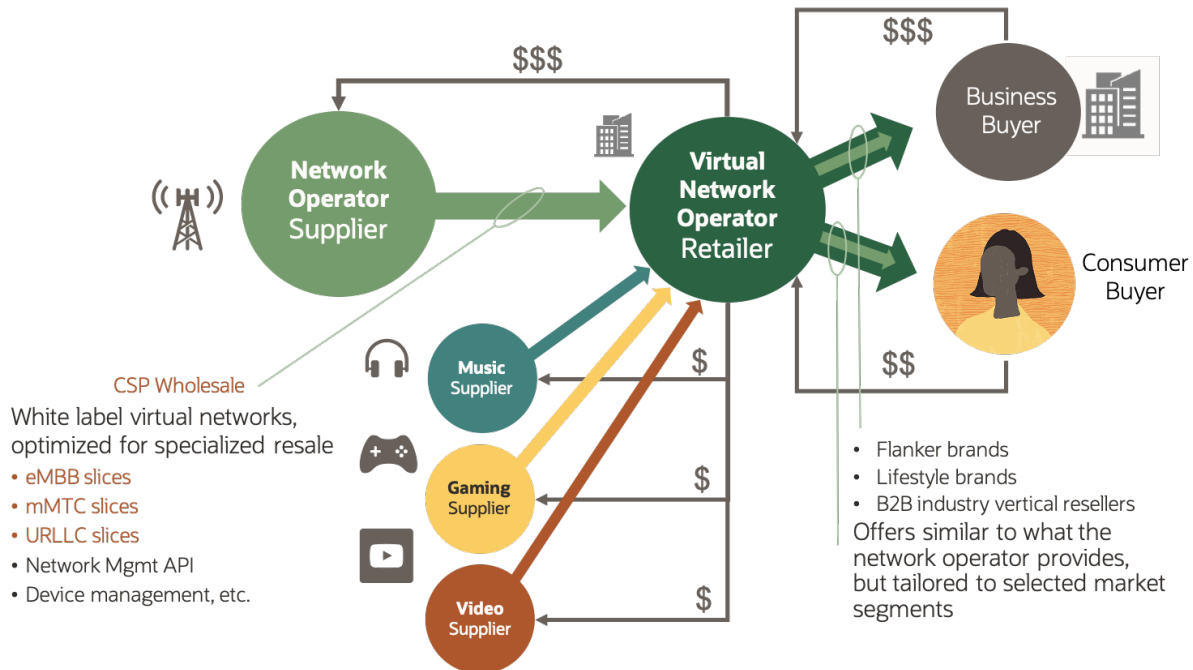 $$$
$$$
Business
Buyer
Network
Operator
Supplier
Virtual
Network
Operator
Retailer
Consumer
Buyer
Music
Supplier
$
$$
CSP Wholesale
White label virtual networks,
optimized for specialized resale
• eMBB slices
• mMTC slices
• URLLC slices
• Network Mgmt API
• Device management, etc.
Gaming
Supplier
$
Video
Supplier
$
• Flanker brands
• Lifestyle brands
• B2B industry vertical resellers
Offers similar to what the
network operator provides,
but tailored to selected market
segments